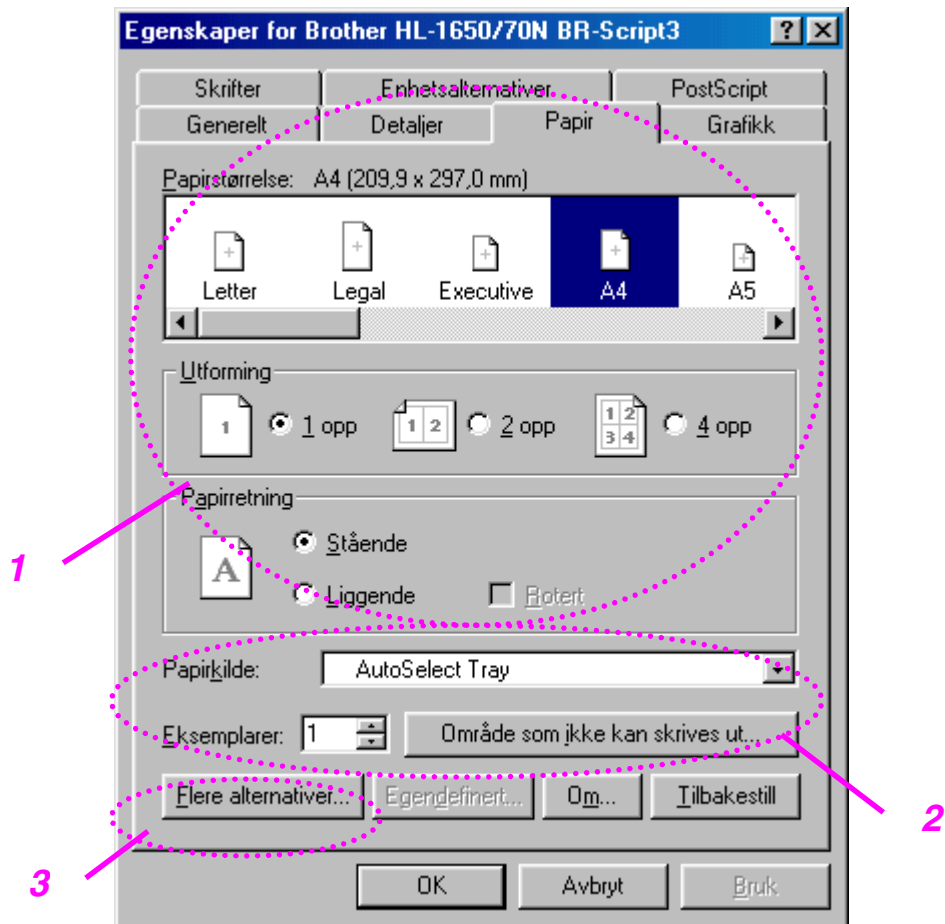 Egenskaper for Brother HL-1650/70N BR-Script3
Skrifter Enhetsalternativer PostScript
Generelt Detaljer Papir Grafikk
Papirstørrelse: A4 (209,9 x 297,0 mm)
Letter Legal Executive A4 A5
Utforming
1 1 opp 1 2 2 opp 1 2 3 4 4 opp
Papirretning
A Stående
1
Liggende Rotert
Papirkilde: AutoSelect Tray
Eksemplarer: 1 Område som ikke kan skrives ut...
Flere alternativer... Egendefinert... Om... Tilbakestill
2
3
OK Avbryt Bruk